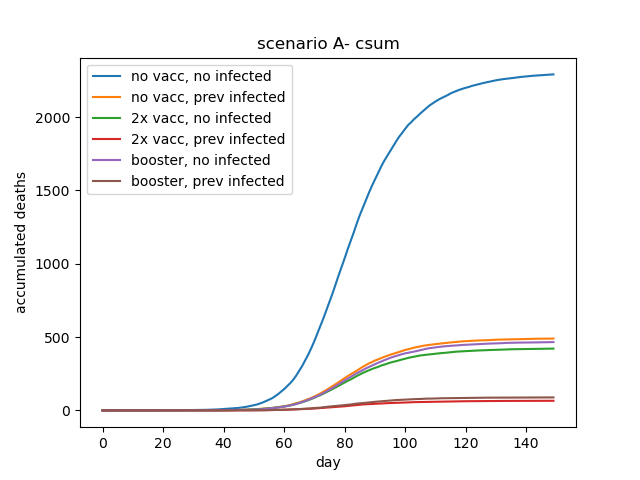 scenario A- csum
no vacc, no infected
no vacc, prev infected
2x vacc, no infected
2x vacc, prev infected
booster, no infected
booster, prev infected
accumulated deaths
2000
1500
1000
500
0
0 20 40 60 80 100 120 140
day